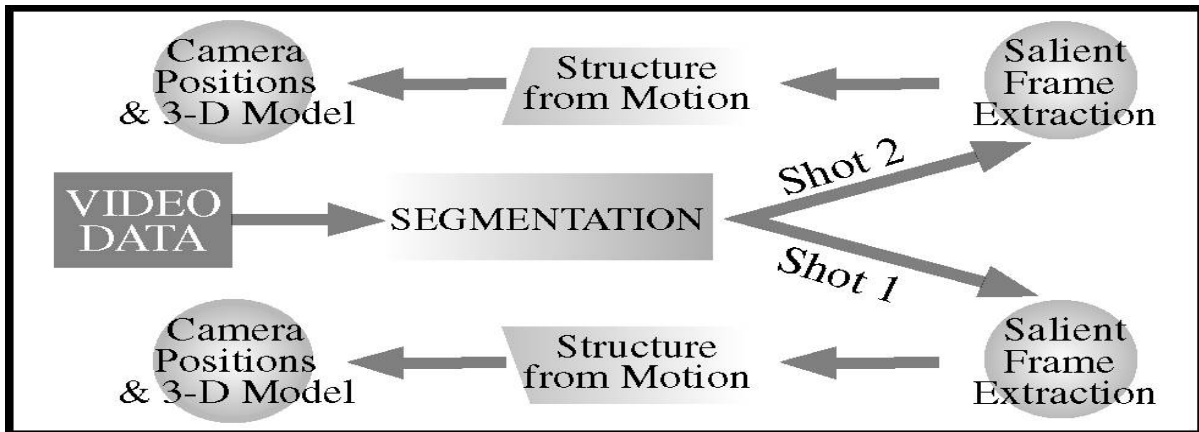 Camera
Positions
& 3-D Model
Structure
from Motion
Salient
Frame
Extraction
VIDEO
DATA
SEGMENTATION
Shot 2
Shot 1
Camera
Positions
& 3-D Model
Structure
from Motion
Salient
Frame
Extraction